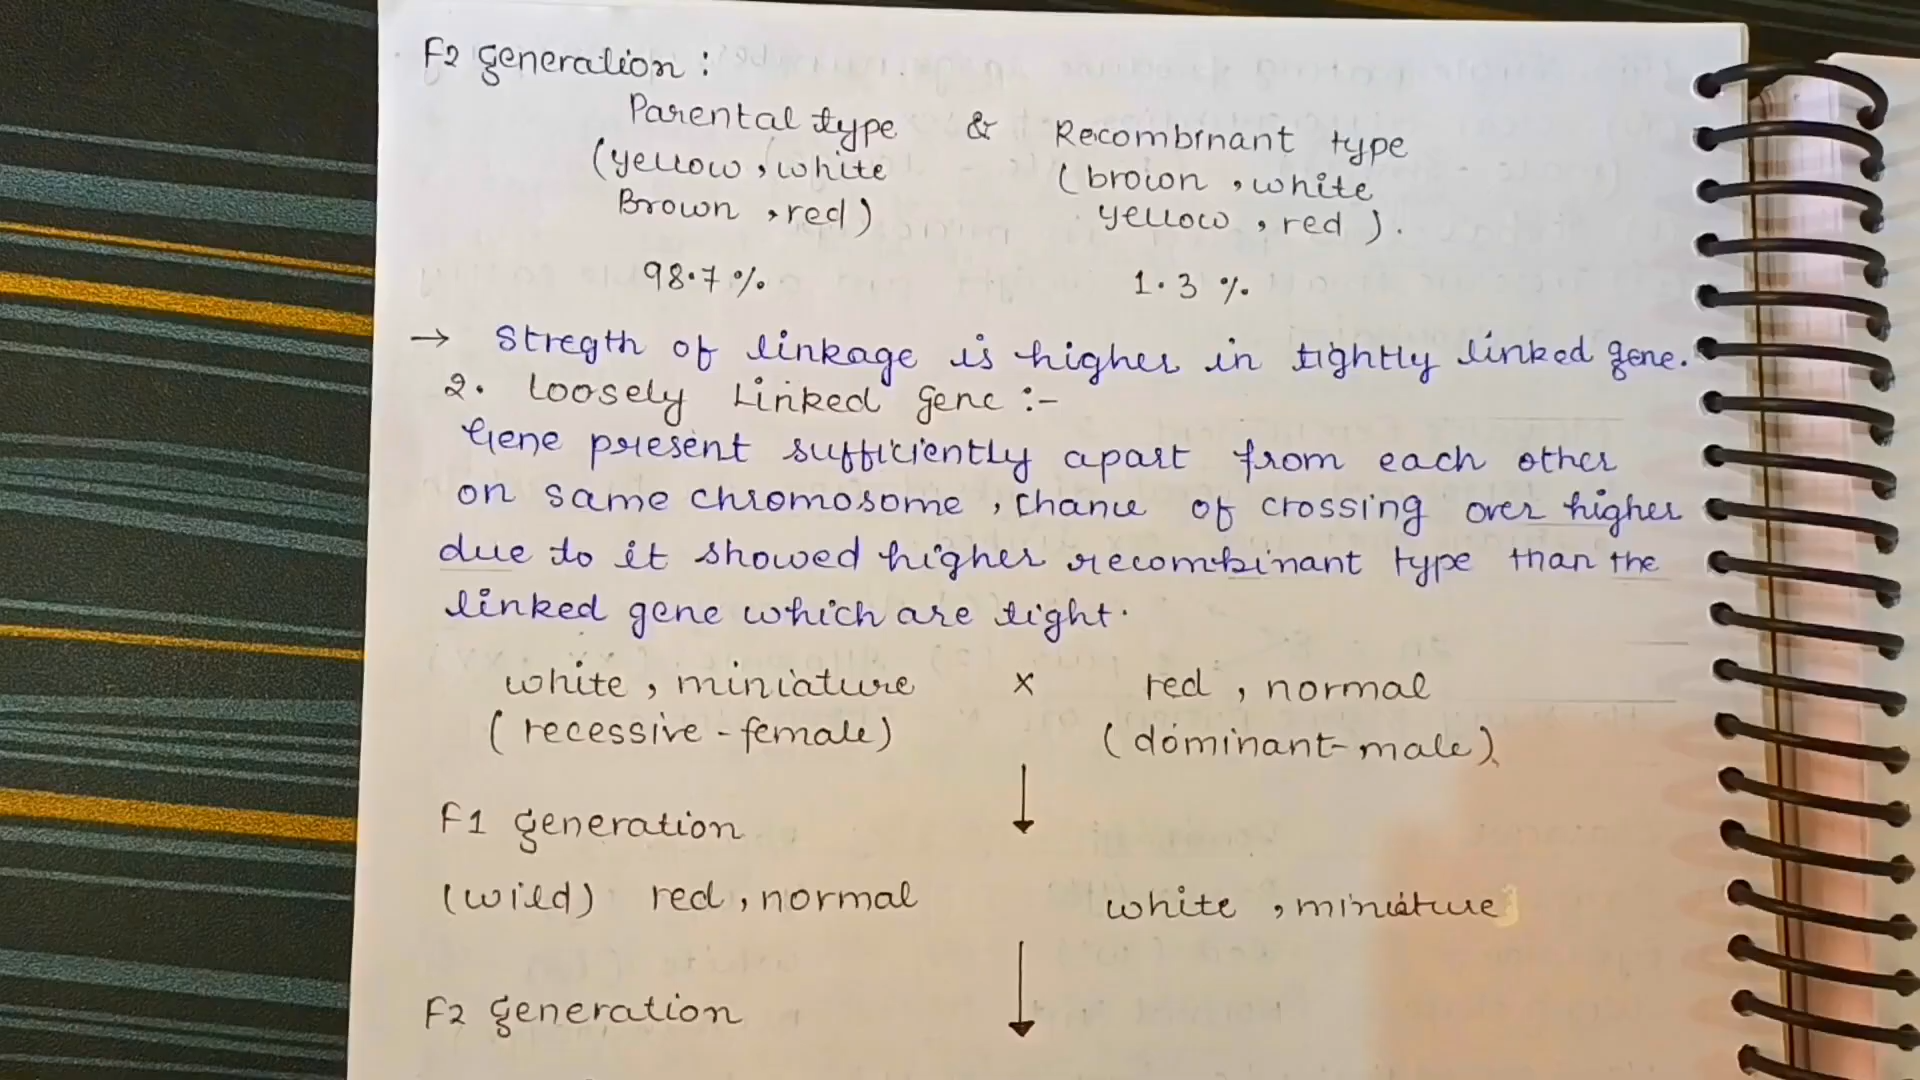 F2 generation :
Parental type & Recombinant type
(yellow, white (brown, white
Brown, red) yellow, red).
98.7% 1.3 %.
→ Stregth of linkage is higher in tightly linked gene.
2. Loosely Linked gene :-
Gene present sufficiently apart from each other
on same chromosome, chance of crossing over higher
due to it showed higher recombinant type than the
linked gene which are tight.
white, miniature x red, normal
(recessive-female) (dominant-male)
F1 generation
(wild) red, normal white, miniature
F2 generation